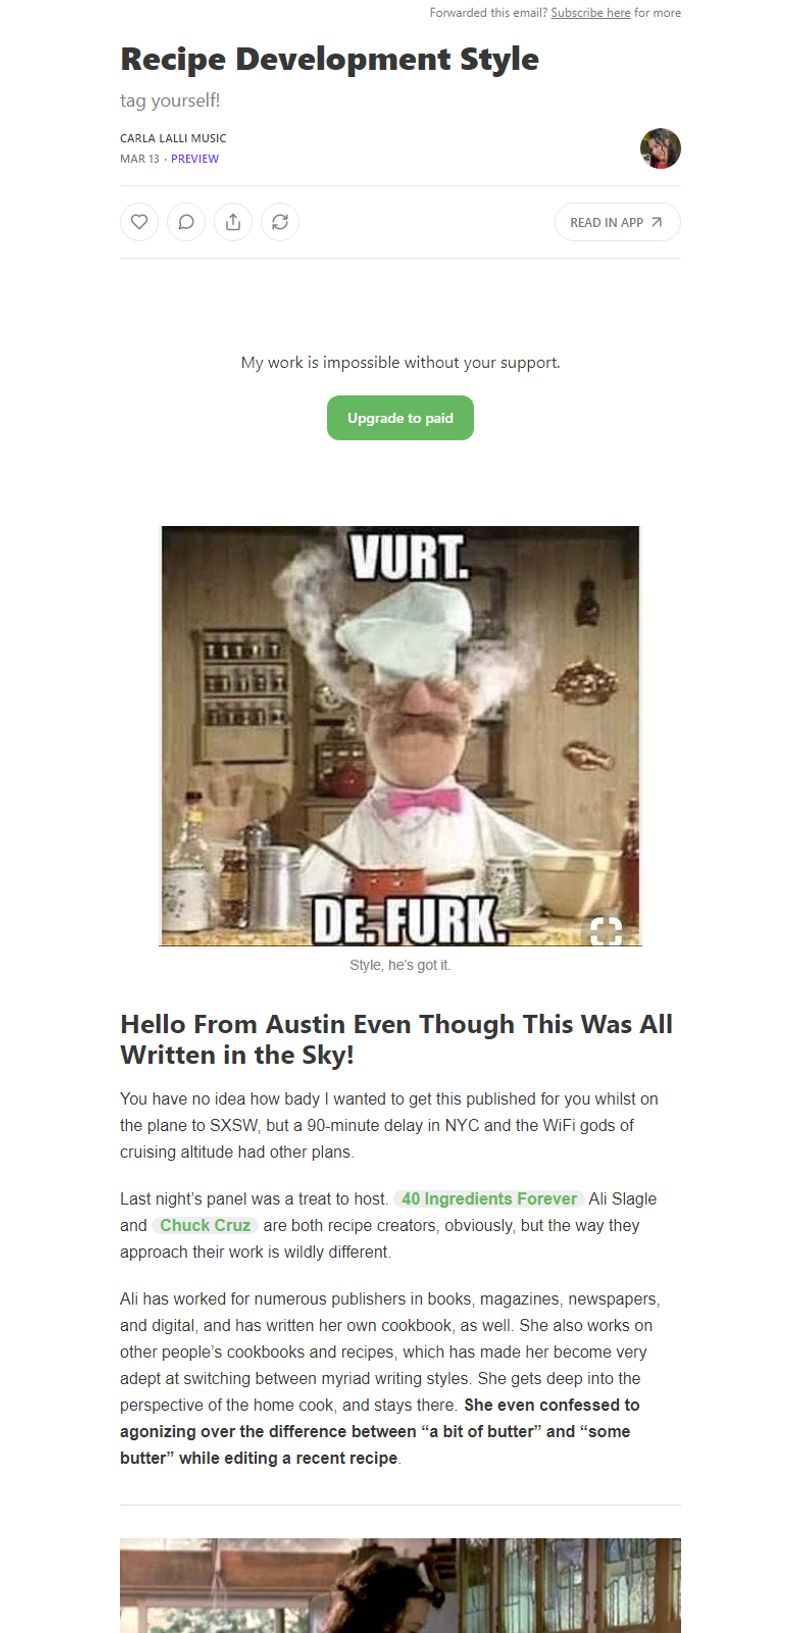 Forwarded this email? Subscribe here for more
Recipe Development Style
tag yourself!
CARLA LALLI MUSIC
MAR 13 · PREVIEW
READ IN APP
My work is impossible without your support.
Upgrade to paid
VURT.
DE. FURK.
Style, he's got it.
Hello From Austin Even Though This Was All
Written in the Sky!
You have no idea how bady I wanted to get this published for you whilst on
the plane to SXSW, but a 90-minute delay in NYC and the WiFi gods of
cruising altitude had other plans.
Last night’s panel was a treat to host. 40 Ingredients Forever Ali Slagle
and Chuck Cruz are both recipe creators, obviously, but the way they
approach their work is wildly different.
Ali has worked for numerous publishers in books, magazines, newspapers,
and digital, and has written her own cookbook, as well. She also works on
other people’s cookbooks and recipes, which has made her become very
adept at switching between myriad writing styles. She gets deep into the
perspective of the home cook, and stays there. She even confessed to
agonizing over the difference between “a bit of butter” and “some
butter” while editing a recent recipe.